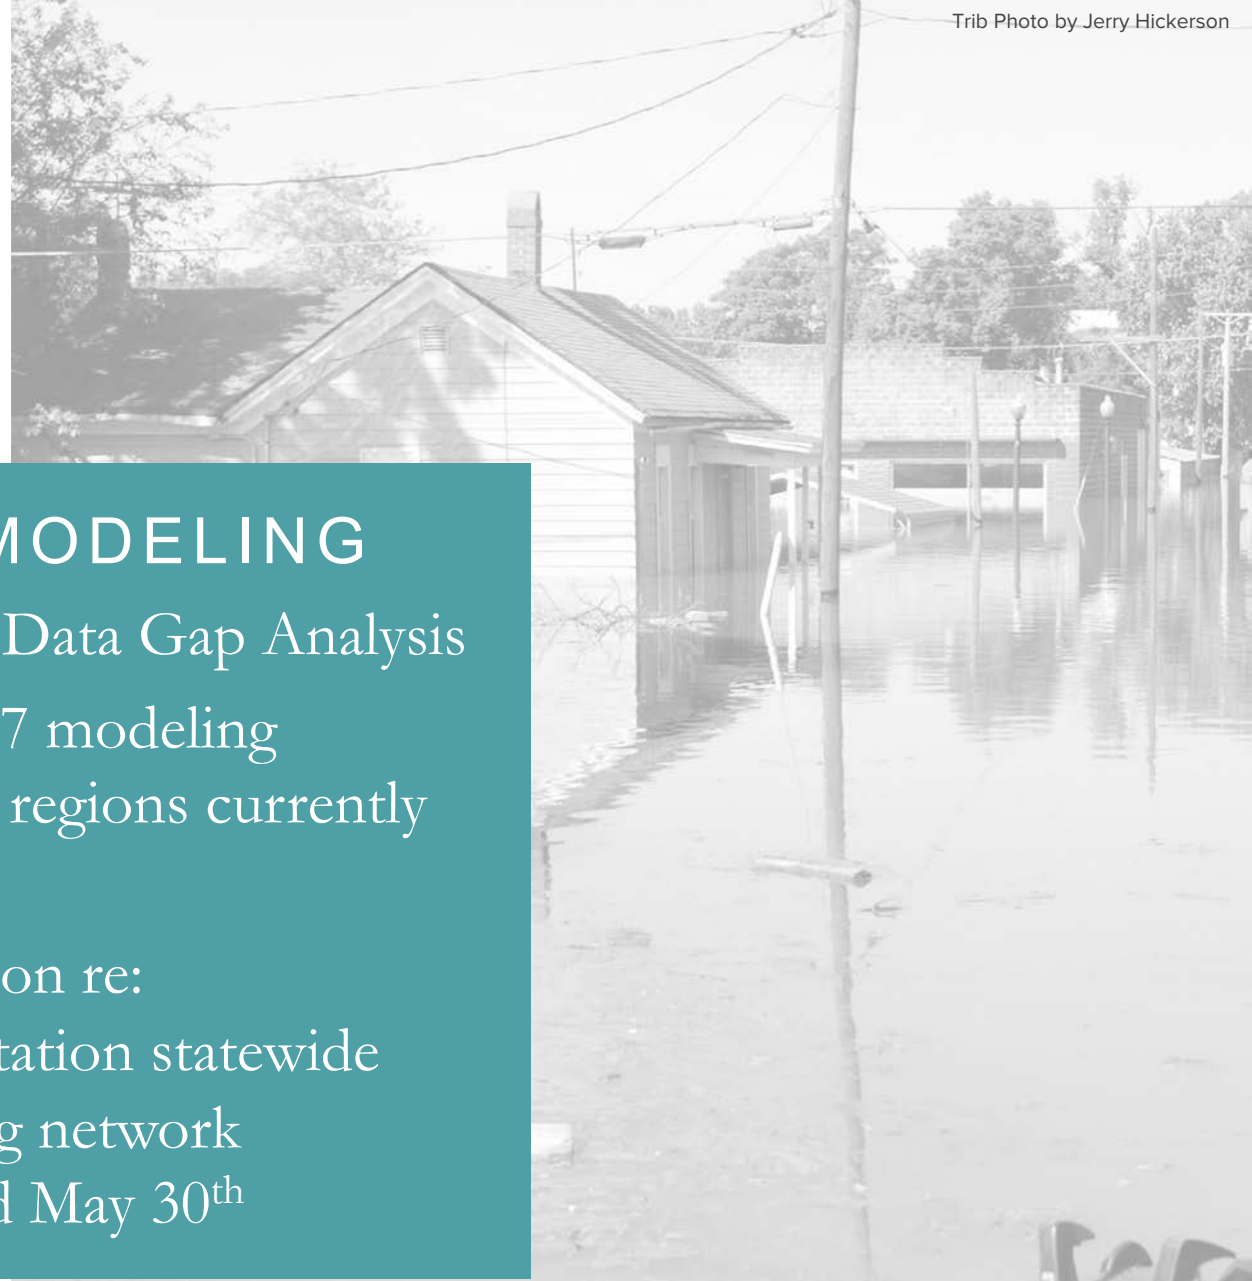 Trib Photo by Jerry Hickerson
MODELING
Data Gap Analysis
7 modeling
regions currently
on re:
tation statewide
g network
d May 30th